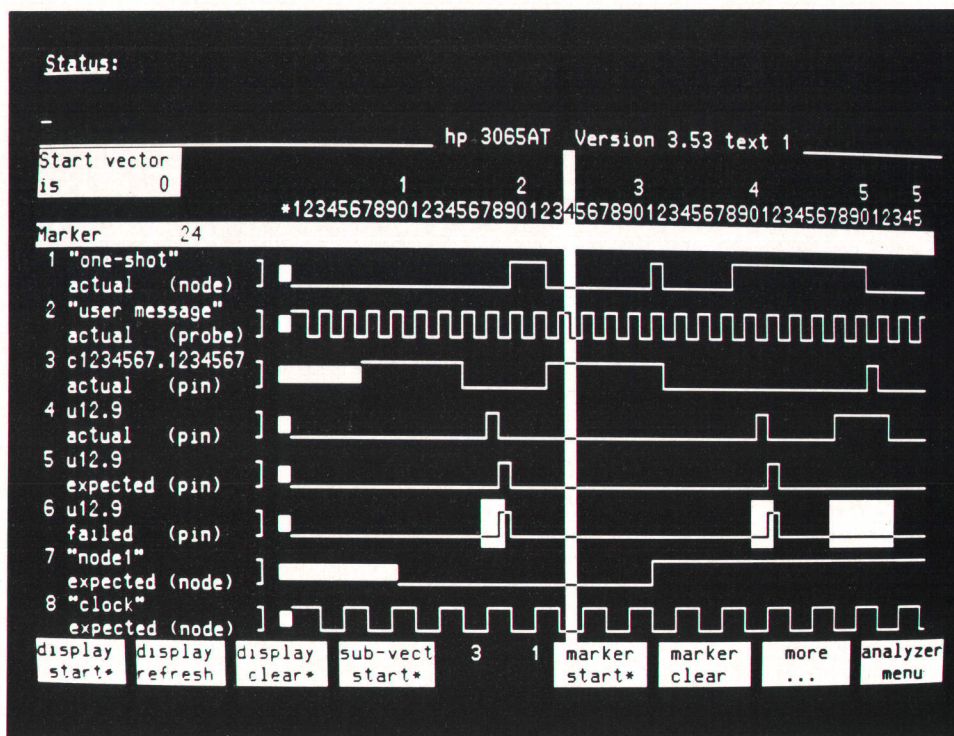 Status:
_
hp 3065AT Version 3.53 text 1
Start vector
is 0
1 2 3 4 5 5
*1234567890123456789012345678901234567890123456789012345
Marker 24
1 "one-shot"
actual (node)
2 "user message"
actual (probe)
3 c1234567.1234567
actual (pin)
4 u12.9
actual (pin)
5 u12.9
expected (pin)
6 u12.9
failed (pin)
7 "node1"
expected (node)
8 "clock"
expected (node)
display start* display refresh display clear* sub-vect start* 3 1 marker start* marker clear more ... analyzer menu